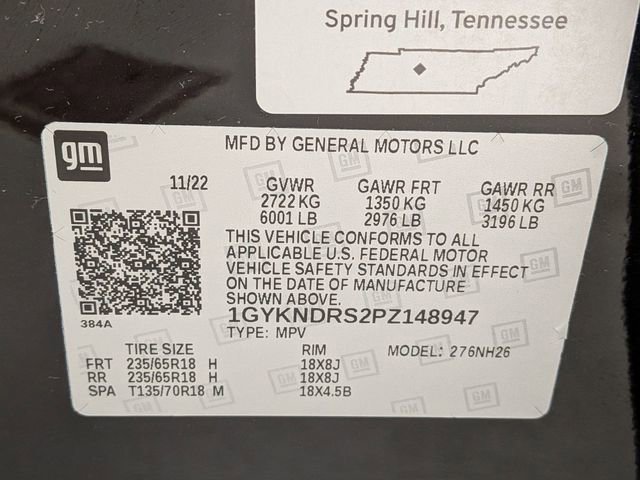 Spring Hill, Tennessee
gm
MFD BY GENERAL MOTORS LLC
11/22 GVWR GAWR FRT GAWR RR
2722 KG 1350 KG 1450 KG
6001 LB 2976 LB 3196 LB
THIS VEHICLE CONFORMS TO ALL
APPLICABLE U.S. FEDERAL MOTOR
VEHICLE SAFETY STANDARDS IN EFFECT
ON THE DATE OF MANUFACTURE
SHOWN ABOVE.
384A
1GYKNDRS2PZ148947
TYPE: MPV
TIRE SIZE RIM MODEL: 276NH26
FRT 235/65R18 H 18X8J
RR 235/65R18 H 18X8J
SPA T135/70R18 M 18X4.5B